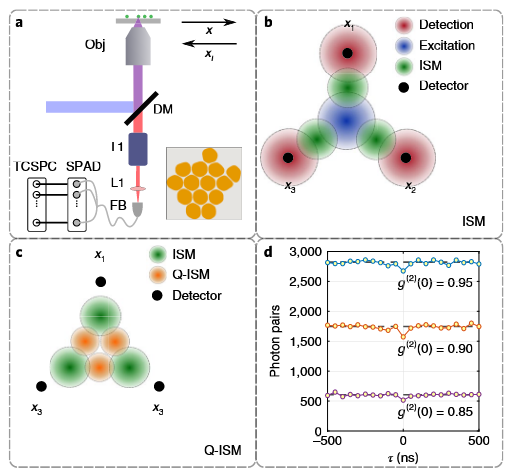 a
Obj
x
x_i
DM
L1
L1
TCSPC SPAD
FB
b
x_1
Detection
Excitation
ISM
Detector
x_3
x_2
ISM
c
x_1
ISM
Q-ISM
Detector
x_3
x_3
Q-ISM
d
3,000
2,500
2,000
1,500
1,000
500
0
Photon pairs
g^(2)(0) = 0.95
g^(2)(0) = 0.90
g^(2)(0) = 0.85
−500 0 500
τ (ns)